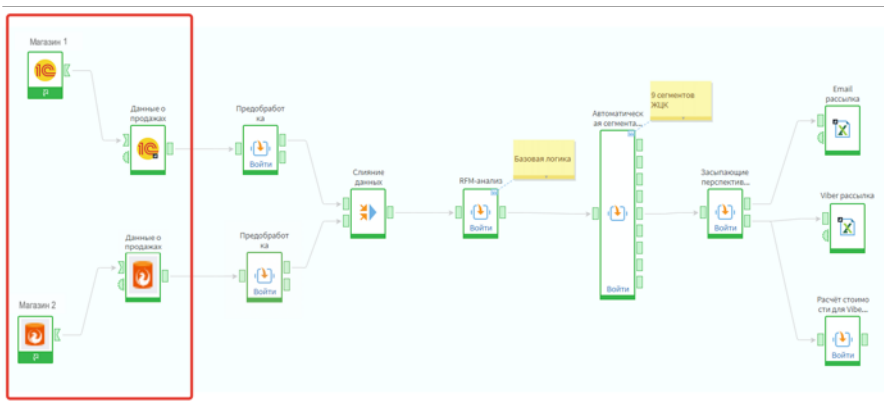 Магазин 1
Данные о
продажах
Предобработ
ка
Войти
Данные о
продажах
Предобработ
ка
Войти
Магазин 2
Слияние
данных
RFM-анализ
Войти
Базовая логика
Автоматическ
ая сегмента...
Войти
9 сегментов
ЖЦК
Засыпающие
перспектив...
Войти
Email
рассылка
Viber рассылка
Расчёт стоимо
сти для Vibe...
Войти